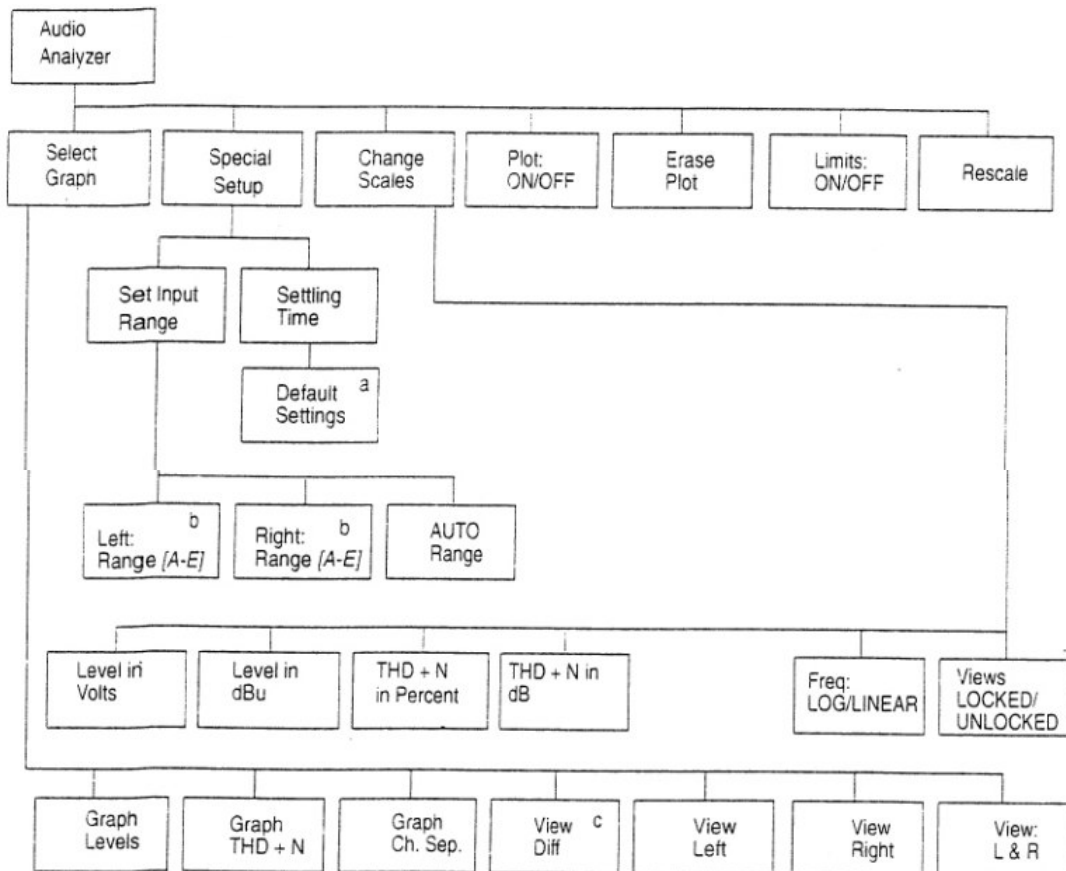 Audio
Analyzer
Select
Graph
Special
Setup
Change
Scales
Plot:
ON/OFF
Erase
Plot
Limits:
ON/OFF
Rescale
Set Input
Range
Settling
Time
Default a
Settings
b
Left:
Range [A-E]
b
Right:
Range [A-E]
AUTO
Range
Level in
Volts
Level in
dBu
THD + N
in Percent
THD + N in
dB
Freq:
LOG/LINEAR
Views
LOCKED/
UNLOCKED
Graph
Levels
Graph
THD + N
Graph
Ch. Sep.
View c
Diff
View
Left
View
Right
View:
L & R